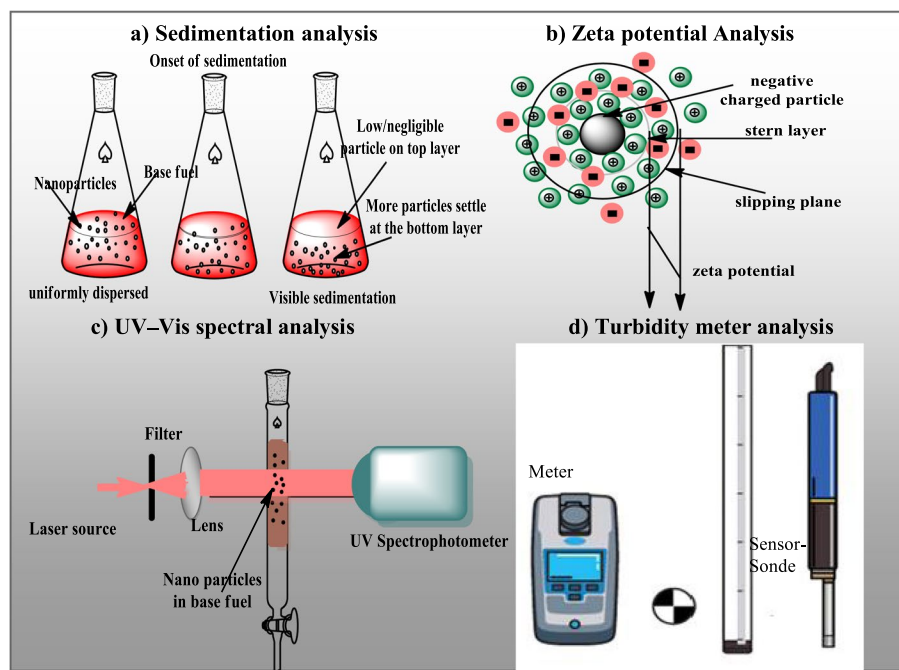 a) Sedimentation analysis
Onset of sedimentation
Low/negligible
particle on top layer
Nanoparticles
Base fuel
More particles settle
at the bottom layer
uniformly dispersed
Visible sedimentation
b) Zeta potential Analysis
negative
charged particle
stern layer
slipping plane
zeta potential
c) UV–Vis spectral analysis
Filter
Laser source
Lens
UV Spectrophotometer
Nano particles
in base fuel
d) Turbidity meter analysis
Meter
Sensor-
Sonde